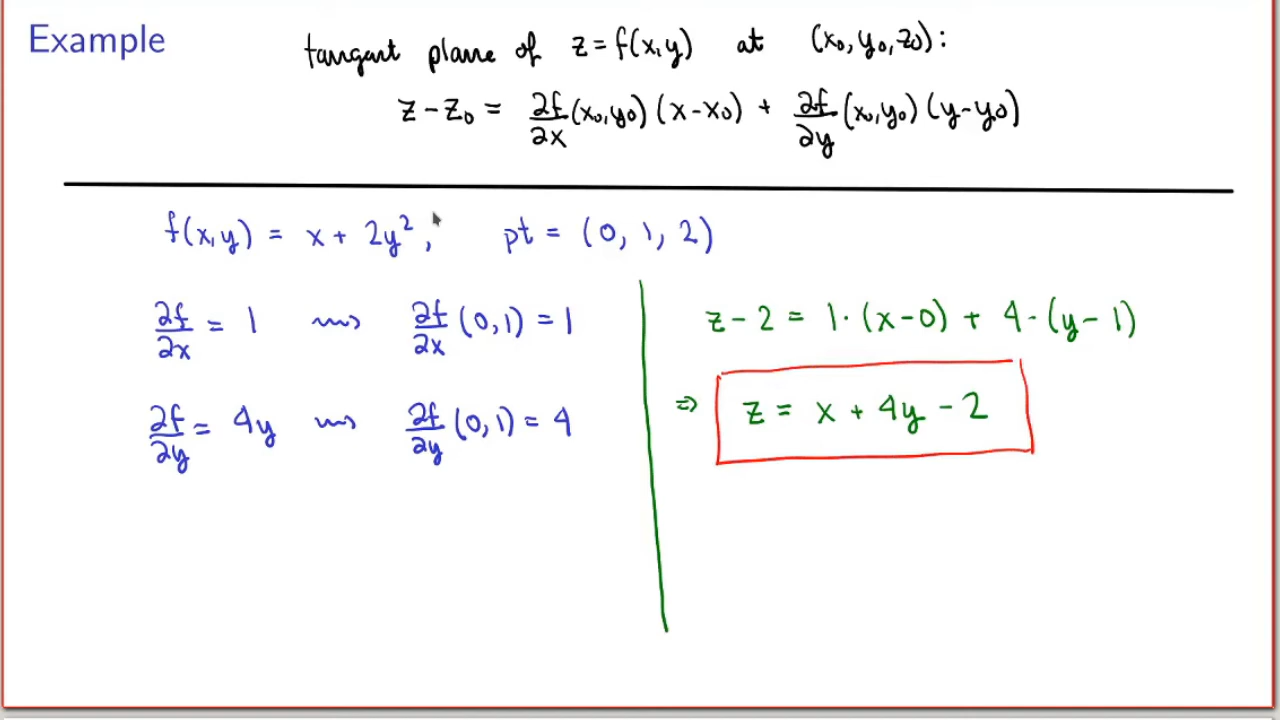 Example
tangent plane of z = f(x,y) at (x₀, y₀, z₀):
z − z₀ = ∂f/∂x (x₀,y₀) (x − x₀) + ∂f/∂y (x₀,y₀) (y − y₀)
f(x,y) = x + 2y², pt = (0, 1, 2)
∂f/∂x = 1 ⇝ ∂f/∂x (0,1) = 1
∂f/∂y = 4y ⇝ ∂f/∂y (0,1) = 4
z − 2 = 1·(x − 0) + 4·(y − 1)
⇒ z = x + 4y − 2